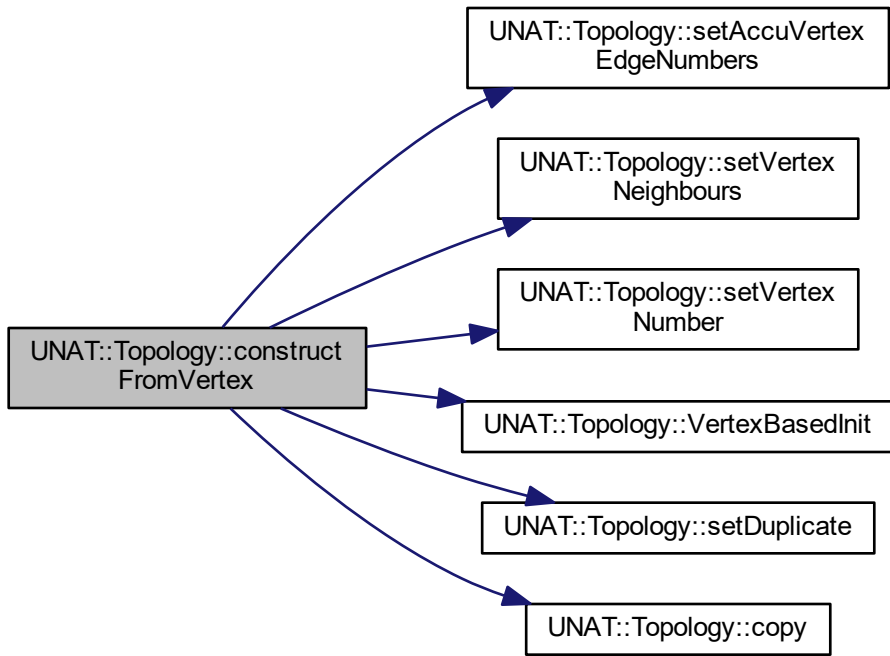 UNAT::Topology::setAccuVertex
EdgeNumbers
UNAT::Topology::setVertex
Neighbours
UNAT::Topology::setVertex
Number
UNAT::Topology::construct
FromVertex
UNAT::Topology::VertexBasedInit
UNAT::Topology::setDuplicate
UNAT::Topology::copy